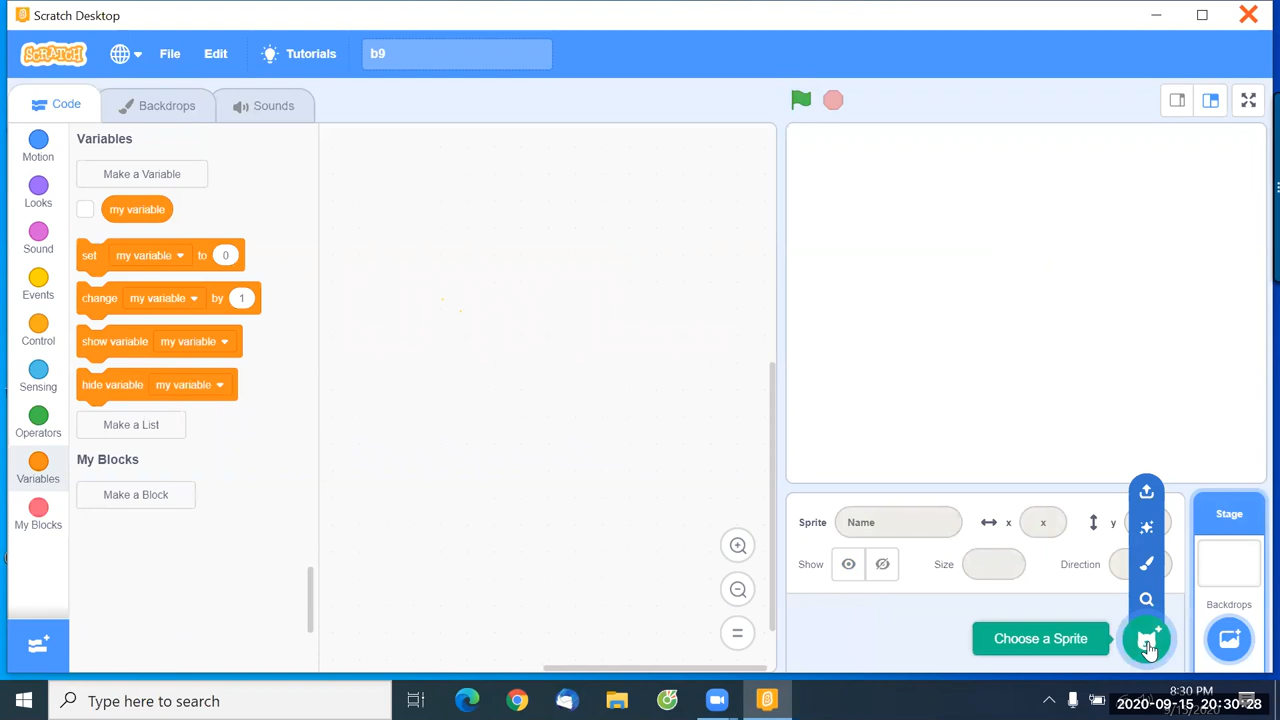 Scratch Desktop
SCRATCH
File
Edit
Tutorials
b9
Code
Backdrops
Sounds
Motion
Looks
Sound
Events
Control
Sensing
Operators
Variables
My Blocks
Variables
Make a Variable
my variable
set my variable to 0
change my variable by 1
show variable my variable
hide variable my variable
Make a List
My Blocks
Make a Block
Sprite Name x x y
Show Size Direction
Choose a Sprite
Stage
Backdrops
Type here to search
8:30 PM
2020-09-15 20:30:28